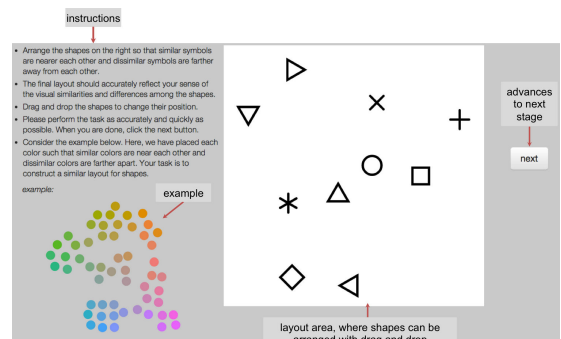 instructions
• Arrange the shapes on the right so that similar symbols
are nearer each other and dissimilar symbols are farther
away from each other.
• The final layout should accurately reflect your sense of
the visual similarities and differences among the shapes.
• Drag and drop the shapes to change their position.
• Please perform the task as accurately and quickly as
possible. When you are done, click the next button.
• Consider the example below. Here, we have placed each
color such that similar colors are near each other and
dissimilar colors are farther apart. Your task is to
construct a similar layout for shapes.
example:
example
advances
to next
stage
next
layout area, where shapes can be
arranged with drag and drop